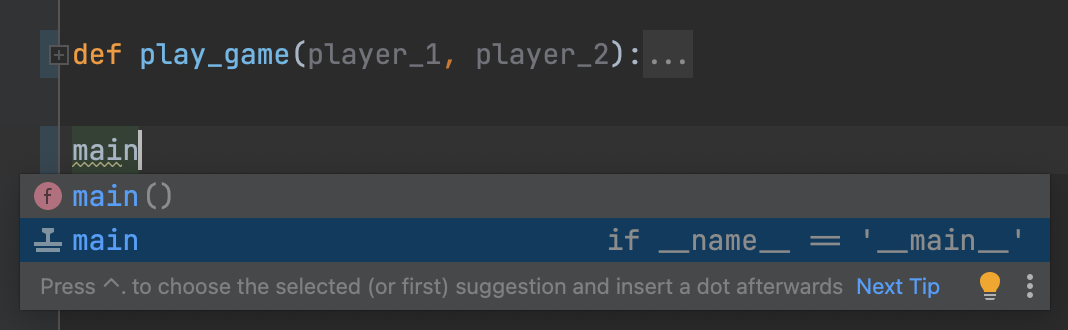 def play_game(player_1, player_2):...
main
f main()
main if __name__ == '__main__'
Press ^. to choose the selected (or first) suggestion and insert a dot afterwards Next Tip